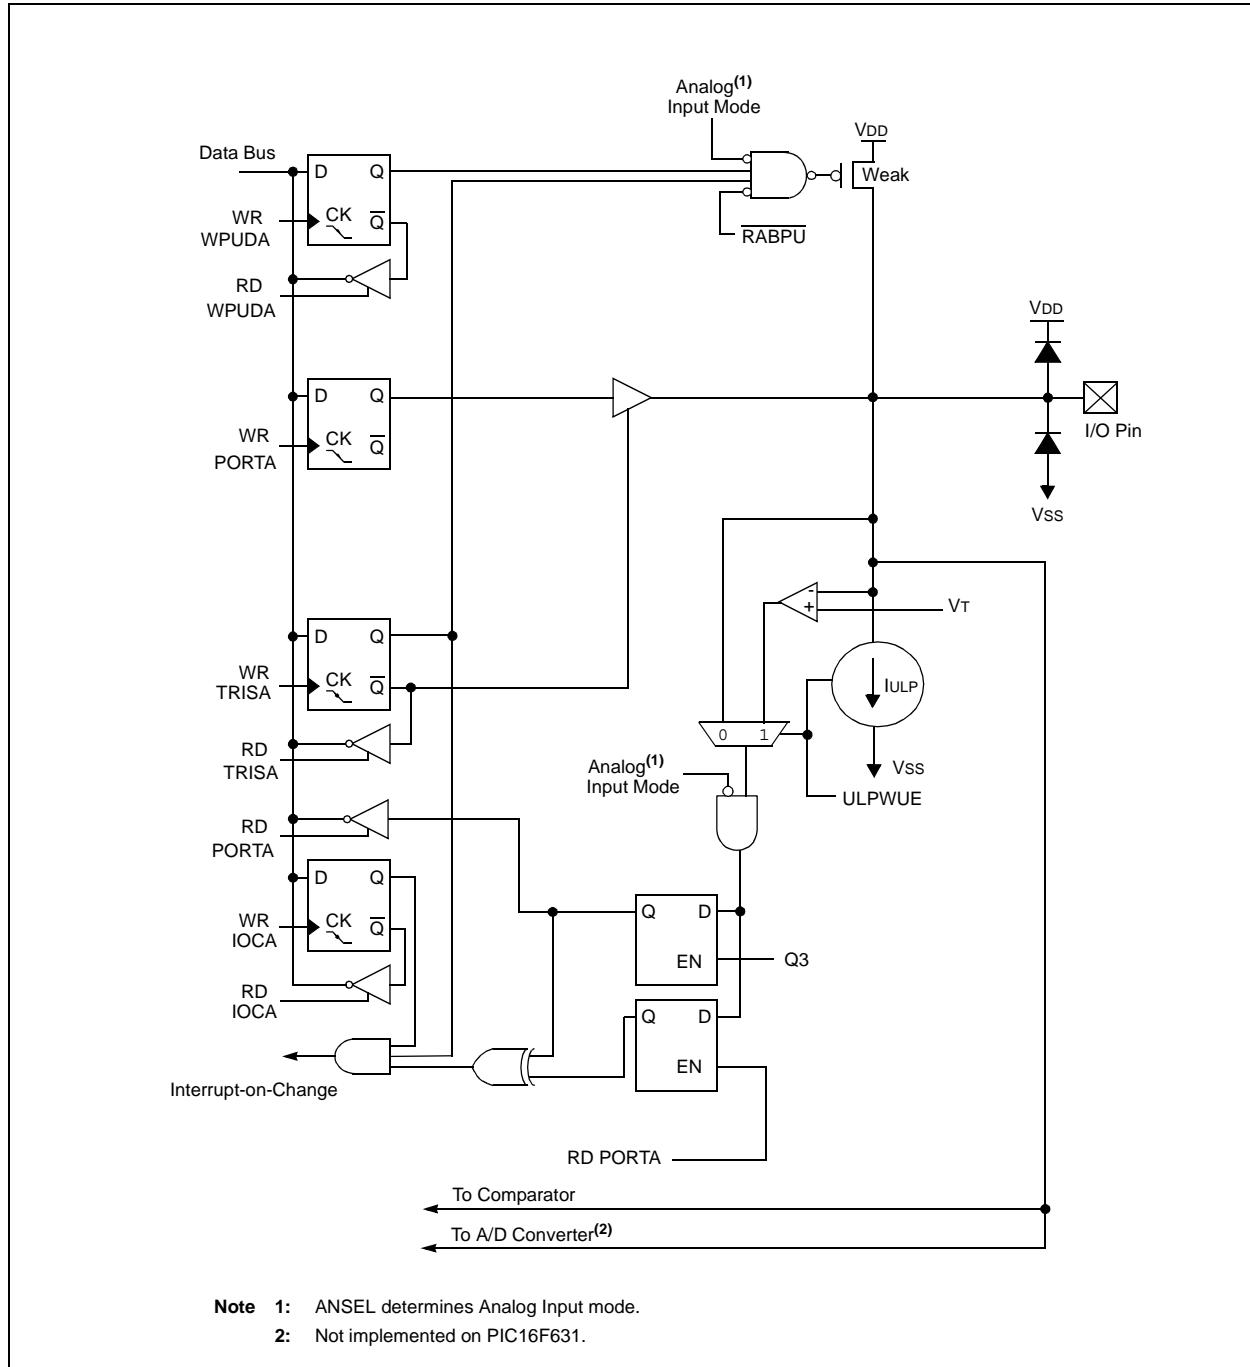 Analog(1)
Input Mode
VDD
Data Bus
D Q
Weak
WR
WPUDA
CK Q
RABPU
RD
WPUDA
VDD
D Q
WR
PORTA
CK Q
I/O Pin
VSS
D Q
- 
+
VT
WR
TRISA
CK Q
IULP
0 1
RD
TRISA
VSS
Analog(1)
Input Mode
ULPWUE
RD
PORTA
D Q
Q D
WR
IOCA
CK Q
EN
Q3
RD
IOCA
Q D
EN
Interrupt-on-Change
RD PORTA
To Comparator
To A/D Converter(2)
Note 1: ANSEL determines Analog Input mode.
2: Not implemented on PIC16F631.